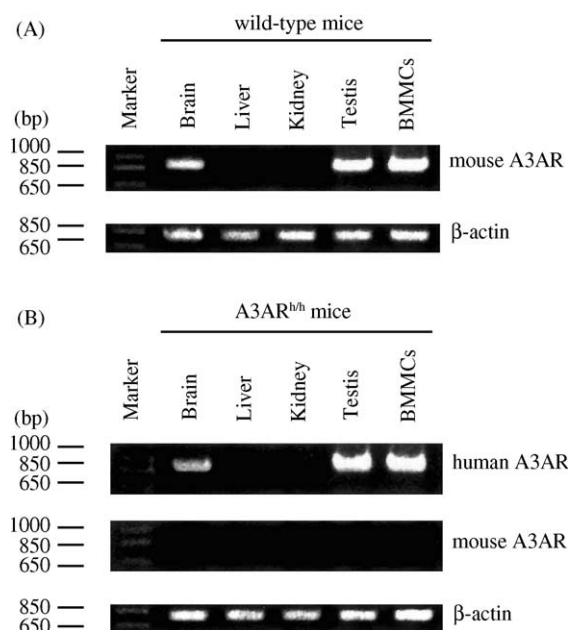 (A)
wild-type mice
Marker
Brain
Liver
Kidney
Testis
BMMCs
(bp)
1000
850
650
mouse A3AR
850
650
β-actin
(B)
A3ARh/h mice
Marker
Brain
Liver
Kidney
Testis
BMMCs
(bp)
1000
850
650
human A3AR
1000
850
650
mouse A3AR
850
650
β-actin